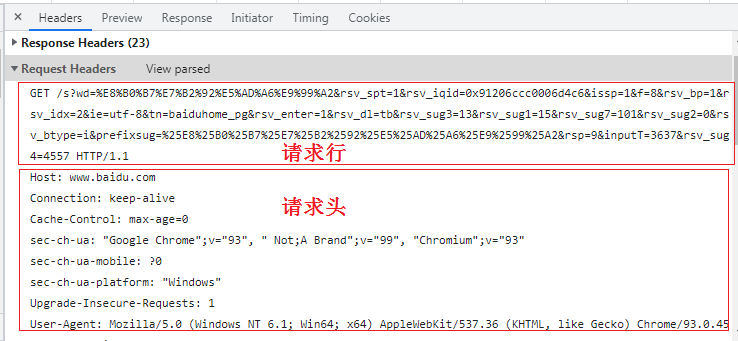 × Headers Preview Response Initiator Timing Cookies
▶ Response Headers (23)
▼ Request Headers View parsed
GET /s?wd=%E8%B0%B7%E7%B2%92%E5%AD%A6%E9%99%A2&rsv_spt=1&rsv_iqid=0x91206ccc0006d4c6&issp=1&f=8&rsv_bp=1&r
sv_idx=2&ie=utf-8&tn=baiduhome_pg&rsv_enter=1&rsv_dl=tb&rsv_sug3=13&rsv_sug1=15&rsv_sug7=101&rsv_sug2=0&rs
v_btype=i&prefixsug=%25E8%25B0%25B7%25E7%25B2%2592%25E5%25AD%25A6%25E9%2599%25A2&rsp=9&inputT=3637&rsv_sug
4=4557 HTTP/1.1
请求行
Host: www.baidu.com
Connection: keep-alive
请求头
Cache-Control: max-age=0
sec-ch-ua: "Google Chrome";v="93", " Not;A Brand";v="99", "Chromium";v="93"
sec-ch-ua-mobile: ?0
sec-ch-ua-platform: "Windows"
Upgrade-Insecure-Requests: 1
User-Agent: Mozilla/5.0 (Windows NT 6.1; Win64; x64) AppleWebKit/537.36 (KHTML, like Gecko) Chrome/93.0.45